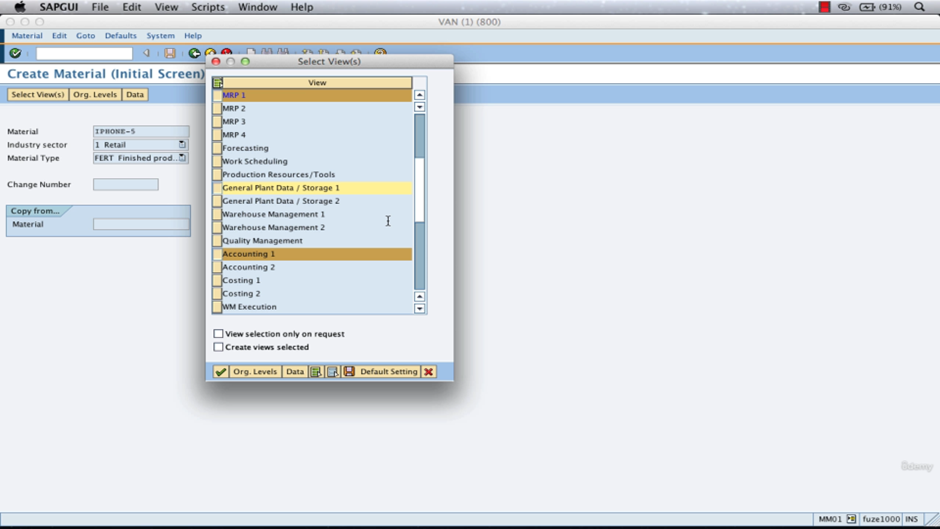 SAPGUI File Edit View Scripts Window Help (91%)
VAN (1) (800)
Material Edit Goto Defaults System Help
Create Material (Initial Screen)
Select View(s) Org. Levels Data
Material IPHONE-5
Industry sector 1 Retail
Material Type FERT Finished prod...
Change Number
Copy from...
Material
Select View(s)
View
MRP 1
MRP 2
MRP 3
MRP 4
Forecasting
Work Scheduling
Production Resources/Tools
General Plant Data / Storage 1
General Plant Data / Storage 2
Warehouse Management 1
Warehouse Management 2
Quality Management
Accounting 1
Accounting 2
Costing 1
Costing 2
WM Execution
View selection only on request
Create views selected
Org. Levels Data Default Setting
Udemy
MM01 fuze1000 INS